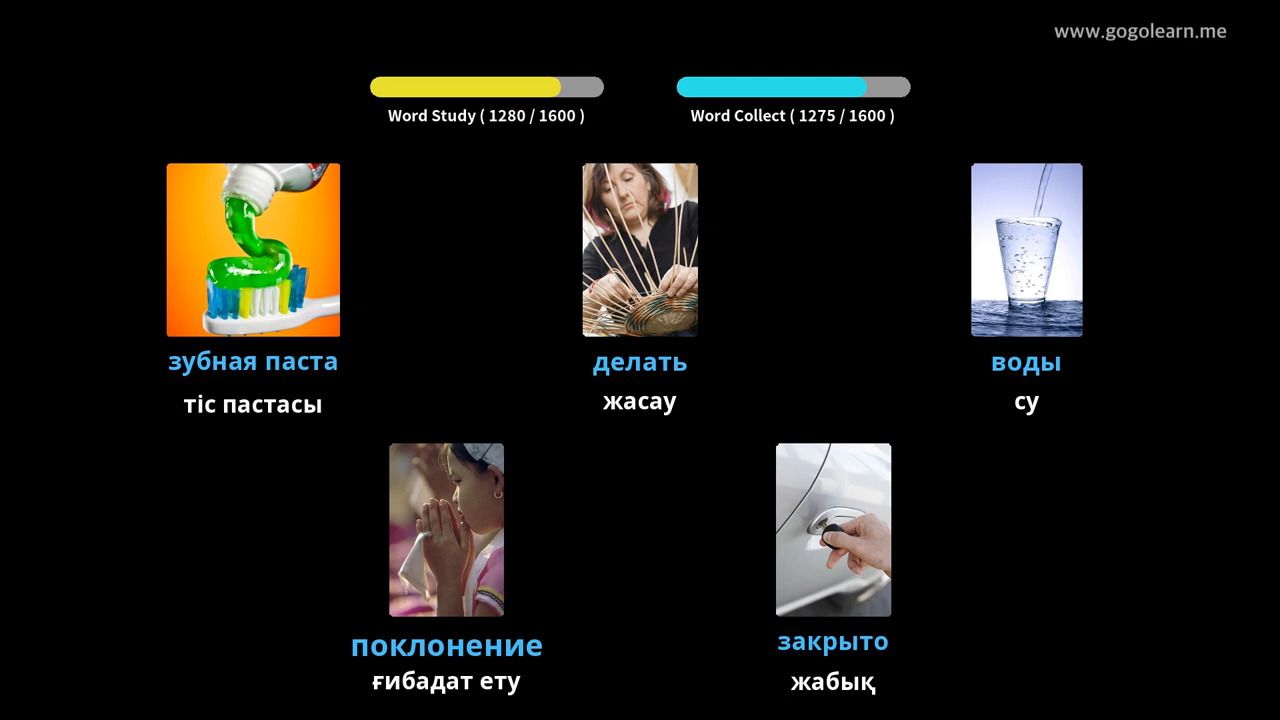 www.gogolearn.me
Word Study ( 1280 / 1600 )
Word Collect ( 1275 / 1600 )
зубная паста
тіс пастасы
делать
жасау
воды
су
поклонение
ғибадат ету
закрыто
жабық